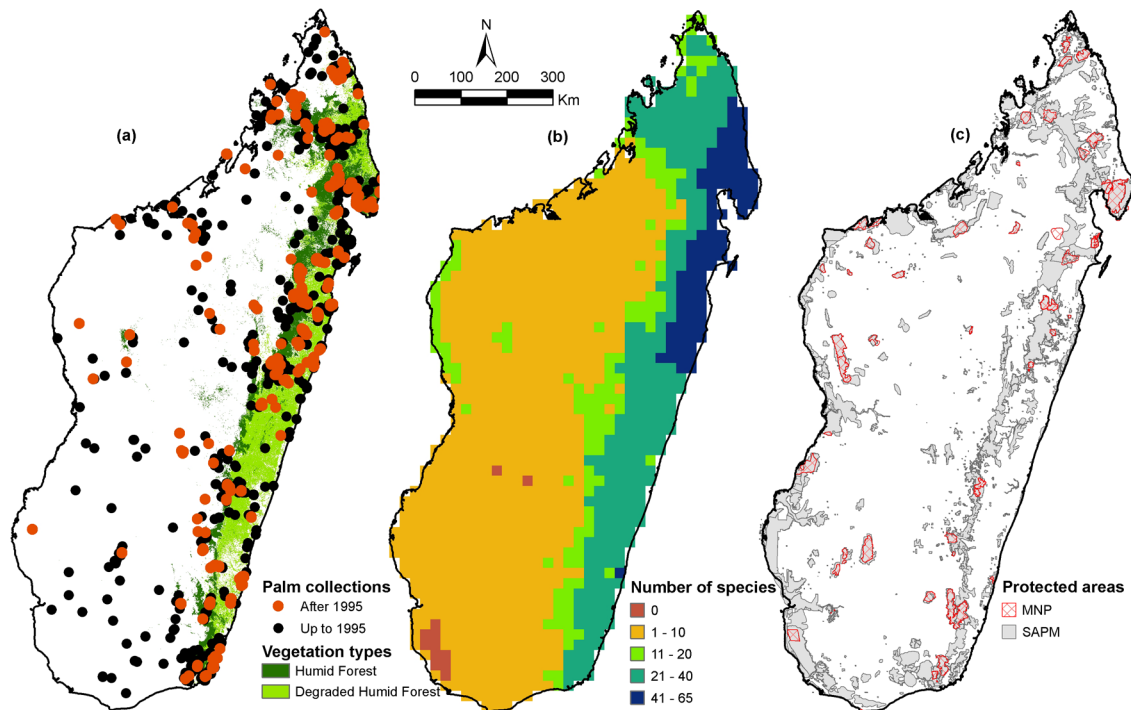 N
0 100 200 300
Km
(a)
(b)
(c)
Palm collections
After 1995
Up to 1995
Vegetation types
Humid Forest
Degraded Humid Forest
Number of species
0
1 - 10
11 - 20
21 - 40
41 - 65
Protected areas
MNP
SAPM